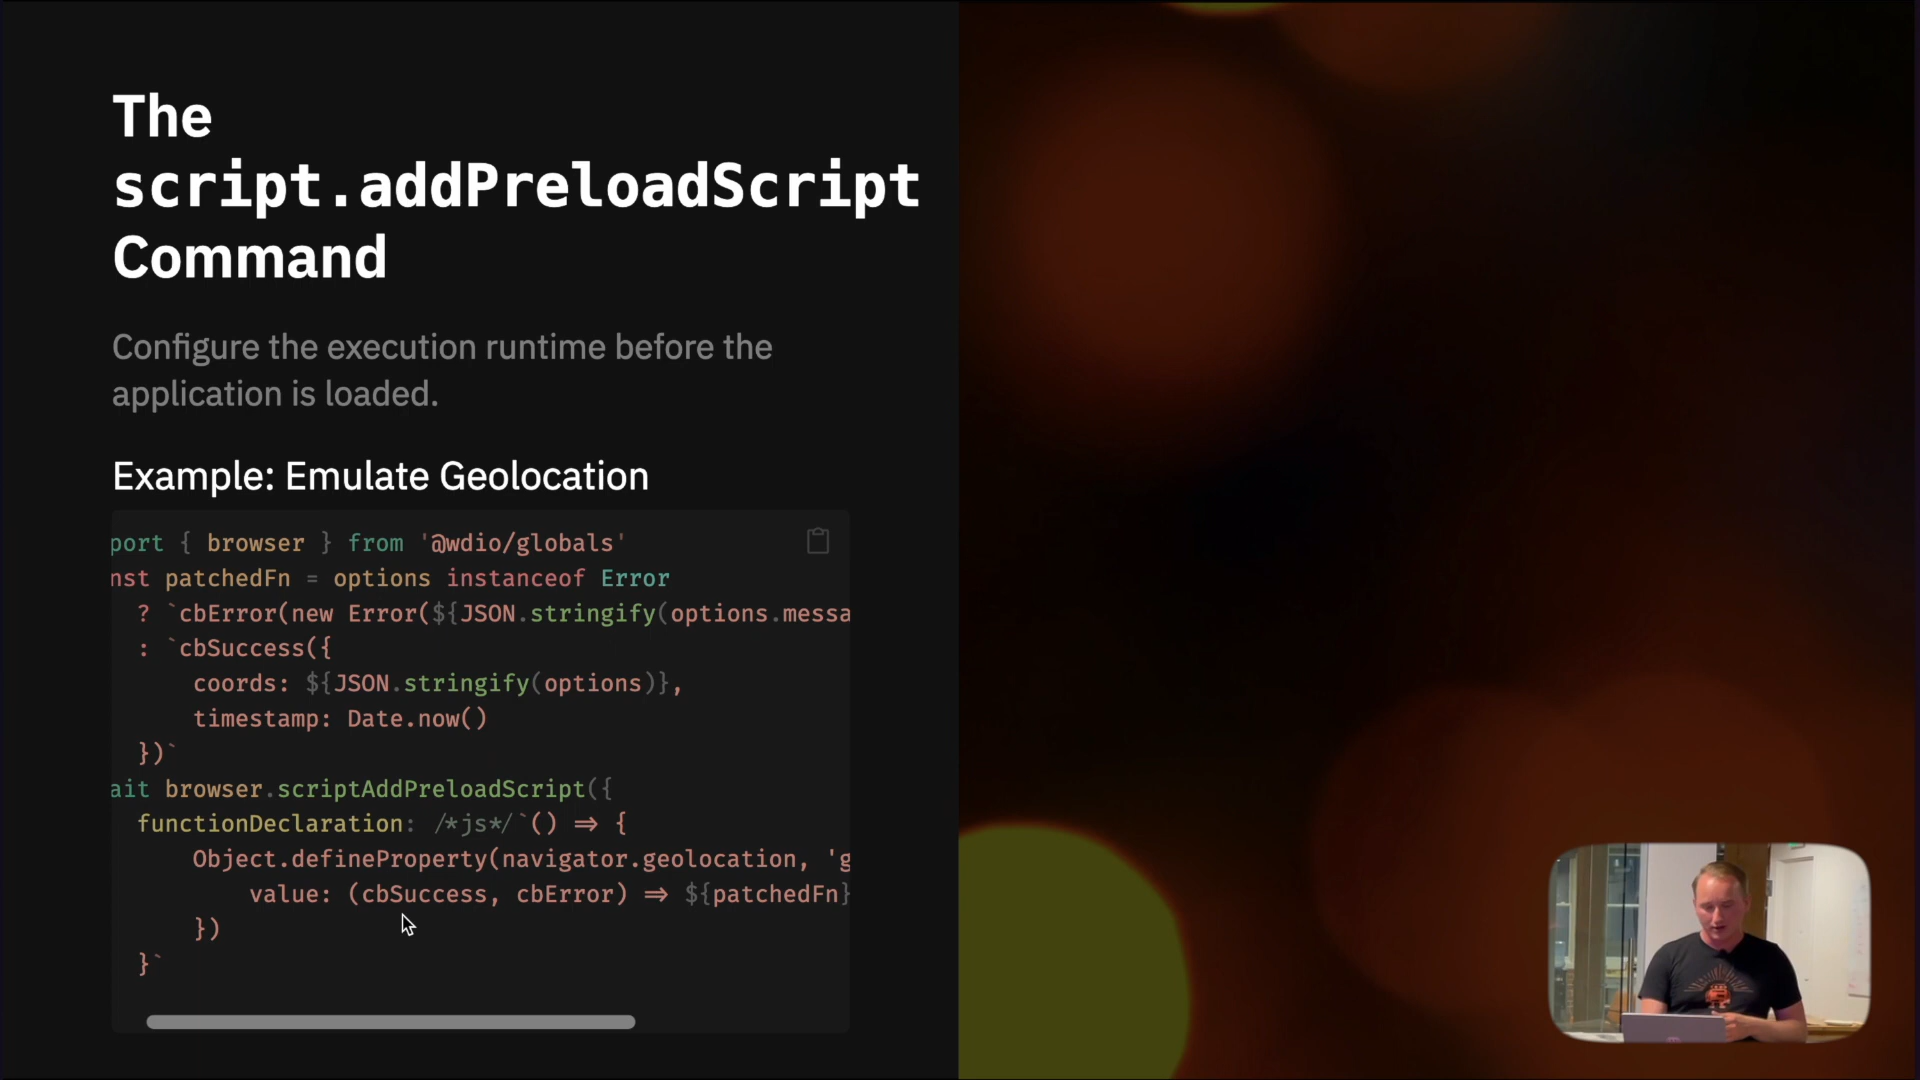 The
script.addPreloadScript
Command
Configure the execution runtime before the
application is loaded.
Example: Emulate Geolocation
port { browser } from '@wdio/globals'
nst patchedFn = options instanceof Error
? `cbError(new Error(${JSON.stringify(options.messa
: `cbSuccess({
coords: ${JSON.stringify(options)},
timestamp: Date.now()
})`
ait browser.scriptAddPreloadScript({
functionDeclaration: /*js*/`() => {
Object.defineProperty(navigator.geolocation, 'g
value: (cbSuccess, cbError) => ${patchedFn}
})
}`